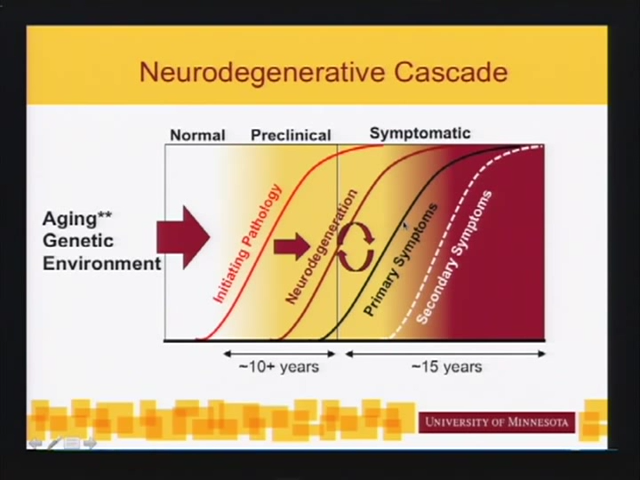 Neurodegenerative Cascade
Normal Preclinical Symptomatic
Aging**
Genetic
Environment
Initiating Pathology
Neurodegeneration
Primary Symptoms
Secondary Symptoms
~10+ years
~15 years
UNIVERSITY OF MINNESOTA